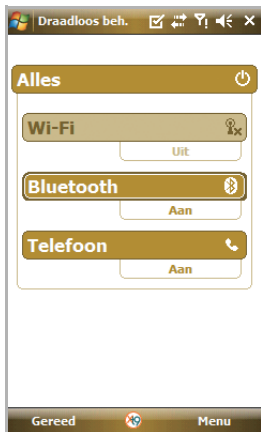 Draadloos beh.
Alles
Wi-Fi
Uit
Bluetooth
Aan
Telefoon
Aan
Gereed Menu